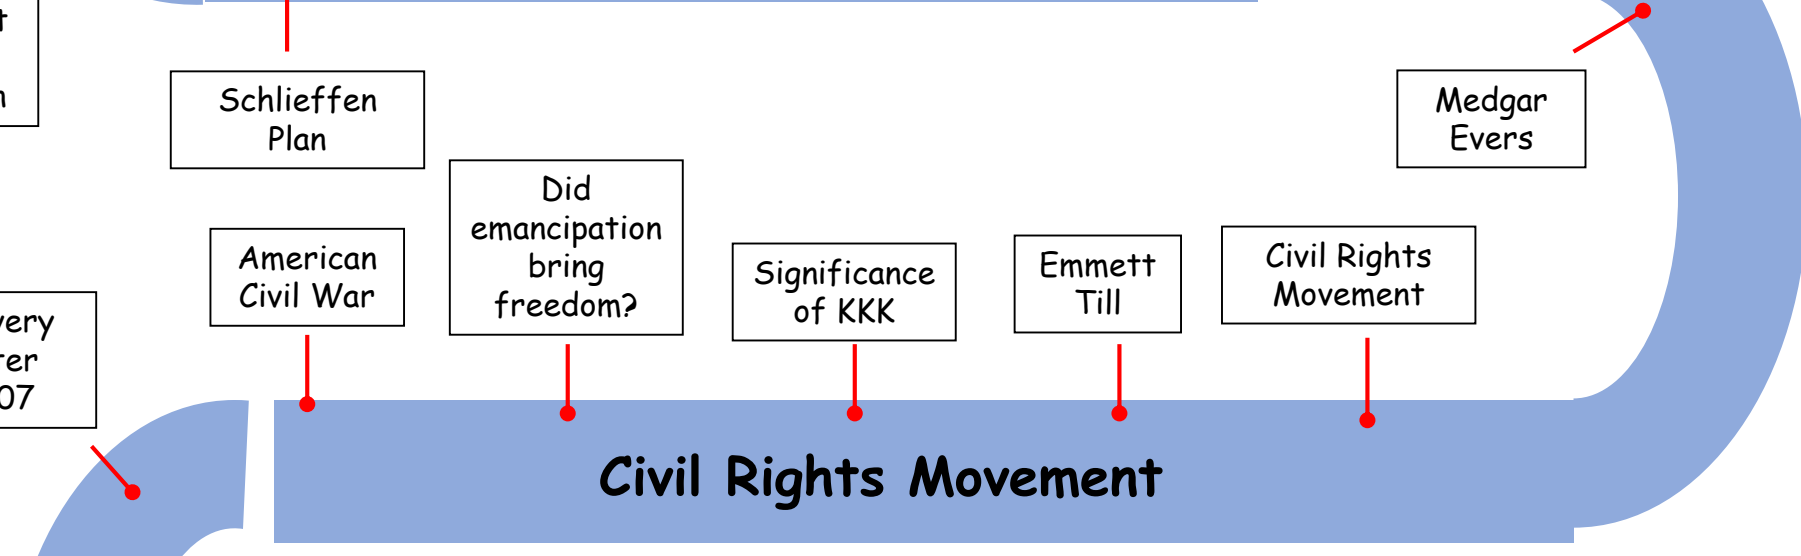 Schlieffen
Plan
Medgar
Evers
Did
emancipation
bring
freedom?
American
Civil War
Significance
of KKK
Emmett
Till
Civil Rights
Movement
07
Civil Rights Movement